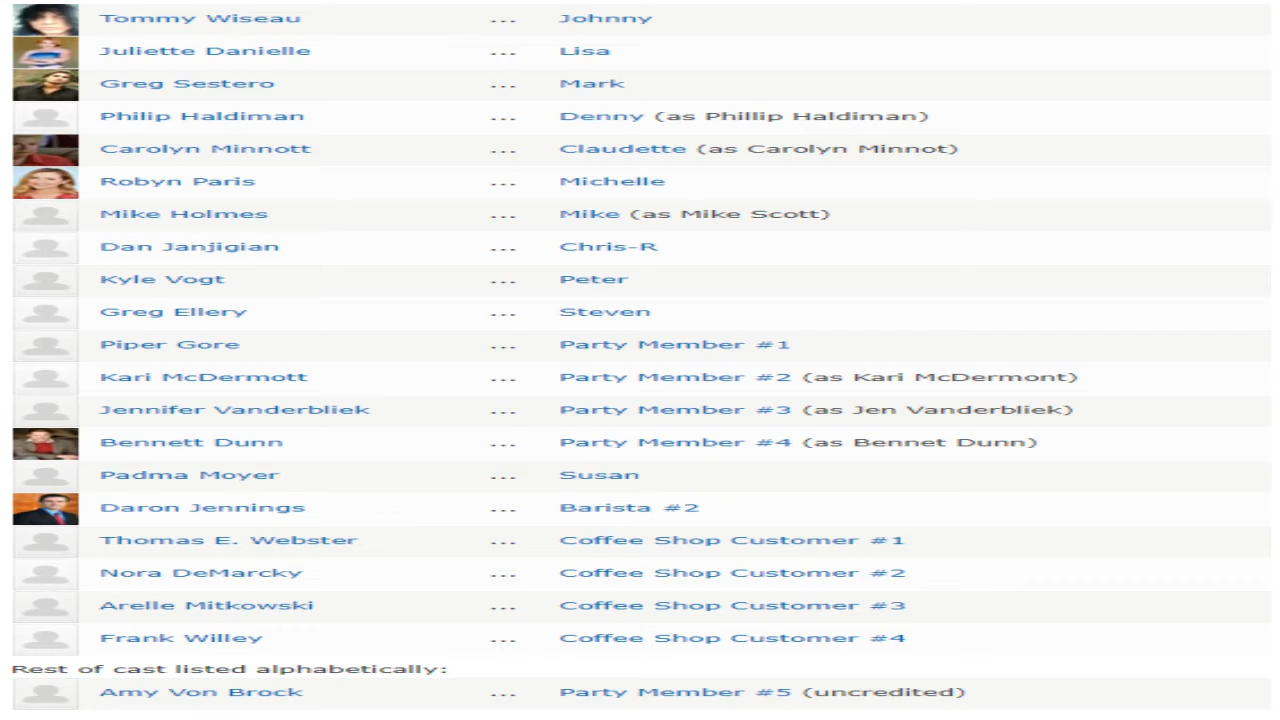 Tommy Wiseau ... Johnny
Juliette Danielle ... Lisa
Greg Sestero ... Mark
Philip Haldiman ... Denny (as Phillip Haldiman)
Carolyn Minnott ... Claudette (as Carolyn Minnot)
Robyn Paris ... Michelle
Mike Holmes ... Mike (as Mike Scott)
Dan Janjigian ... Chris-R
Kyle Vogt ... Peter
Greg Ellery ... Steven
Piper Gore ... Party Member #1
Kari McDermott ... Party Member #2 (as Kari McDermont)
Jennifer Vanderbliek ... Party Member #3 (as Jen Vanderbliek)
Bennett Dunn ... Party Member #4 (as Bennet Dunn)
Padma Moyer ... Susan
Daron Jennings ... Barista #2
Thomas E. Webster ... Coffee Shop Customer #1
Nora DeMarcky ... Coffee Shop Customer #2
Arelle Mitkowski ... Coffee Shop Customer #3
Frank Willey ... Coffee Shop Customer #4
Rest of cast listed alphabetically:
Amy Von Brock ... Party Member #5 (uncredited)